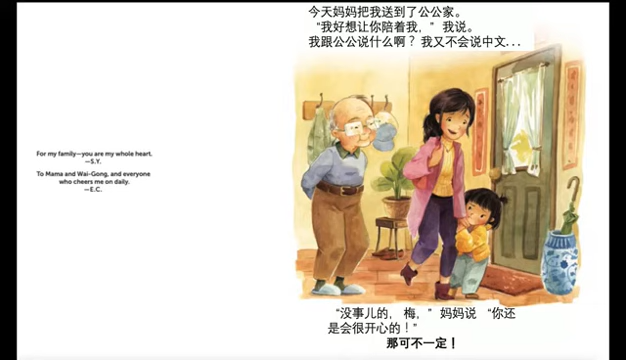 For my family—you are my whole heart.
—S.Y.
To Mama and Wai-Gong, and everyone
who cheers me on daily.
—E.C.
今天妈妈把我送到了公公家。
“我好想让你陪着我，”我说。
我跟公公说什么啊？我又不会说中文...
“没事儿的， 梅，”妈妈说 “你还
是会很开心的！”
那可不一定！